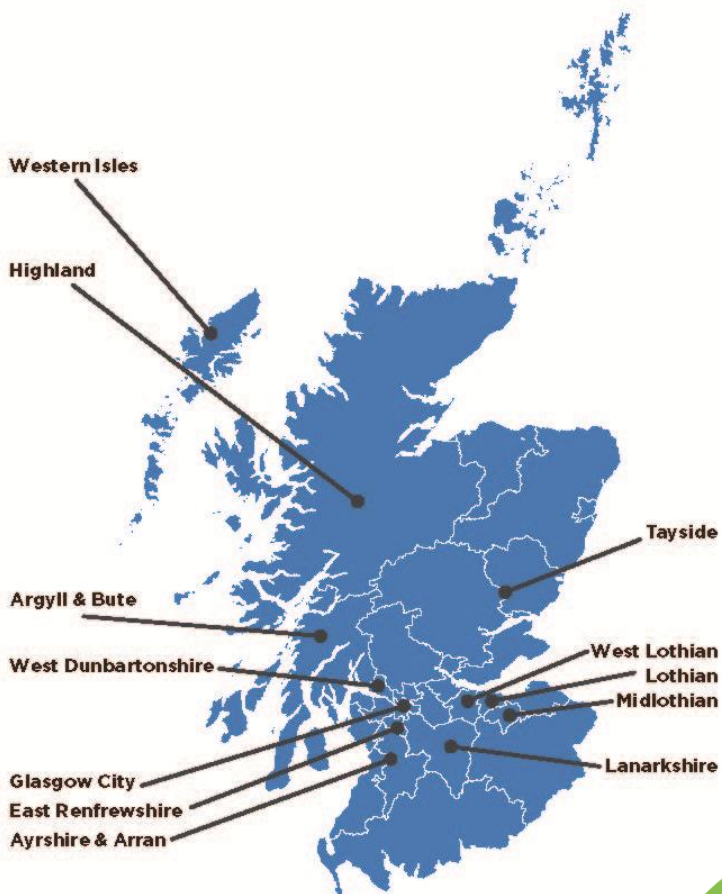 Western Isles
Highland
Tayside
Argyll & Bute
West Lothian
West Dunbartonshire
Lothian
Midlothian
Lanarkshire
Glasgow City
East Renfrewshire
Ayrshire & Arran